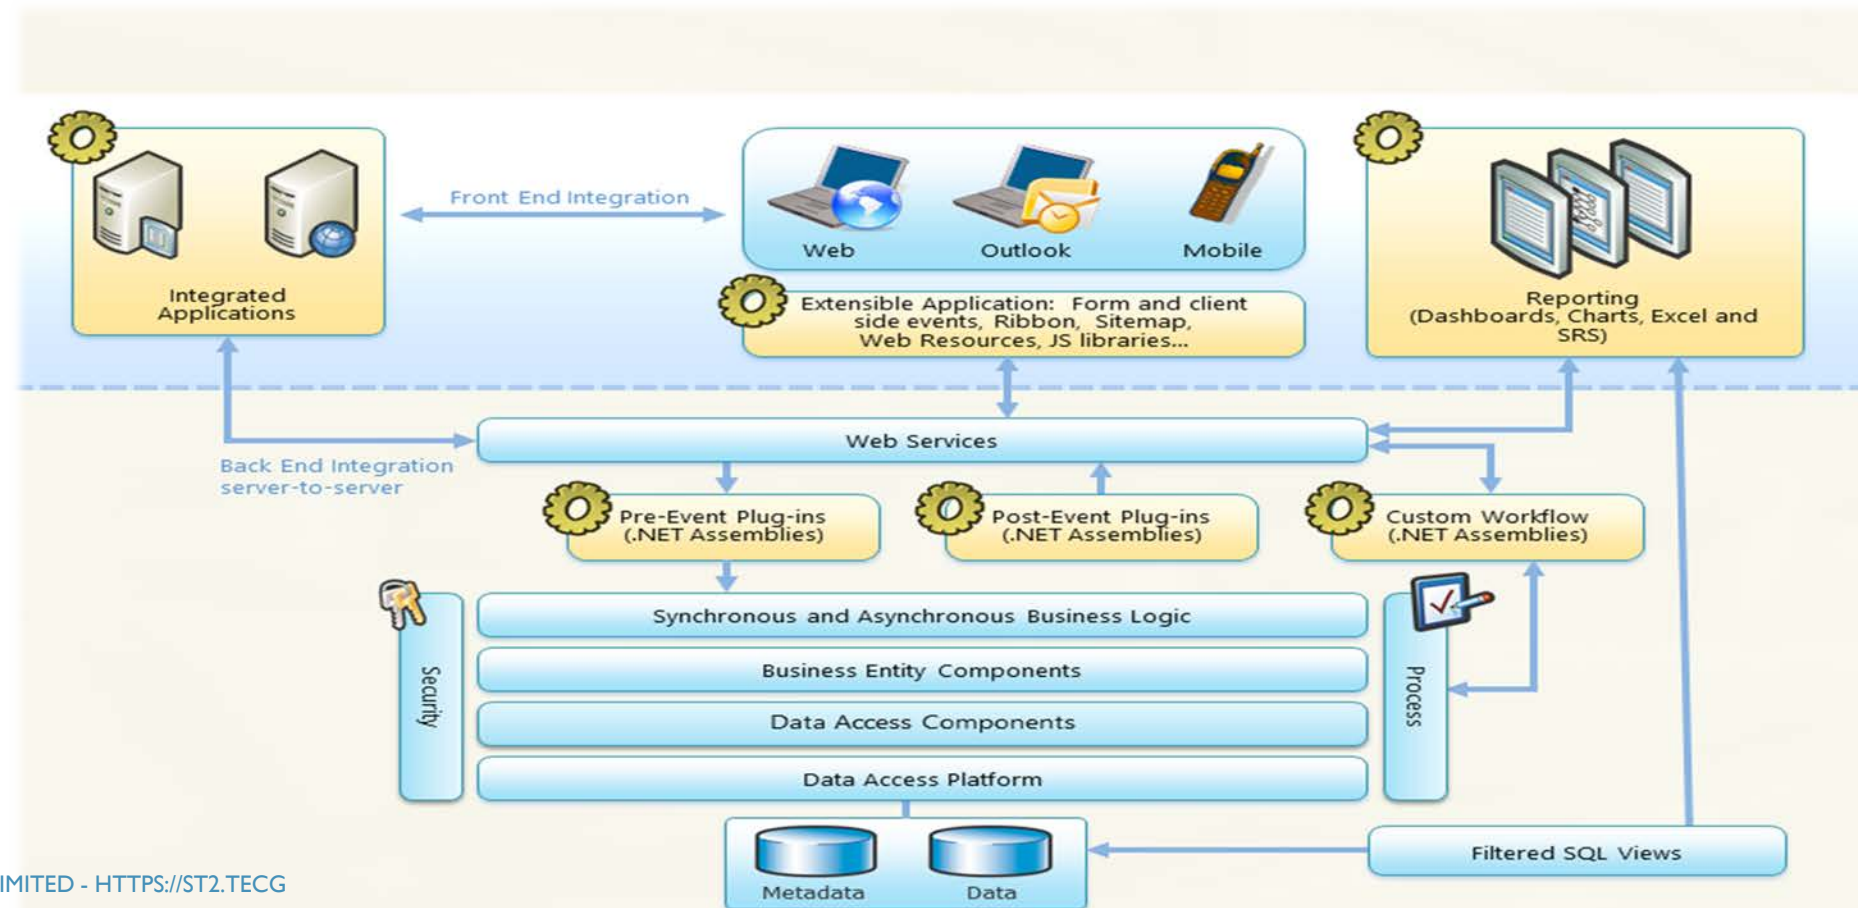 Front End Integration
Web
Outlook
Mobile
Integrated
Applications
Extensible Application: Form and client
side events, Ribbon, Sitemap,
Web Resources, JS libraries...
Reporting
(Dashboards, Charts, Excel and
SRS)
Web Services
Back End Integration
server-to-server
Pre-Event Plug-ins
(.NET Assemblies)
Post-Event Plug-ins
(.NET Assemblies)
Custom Workflow
(.NET Assemblies)
Security
Synchronous and Asynchronous Business Logic
Business Entity Components
Data Access Components
Data Access Platform
Process
Metadata
Data
Filtered SQL Views
IMITED - HTTPS://ST2.TECG